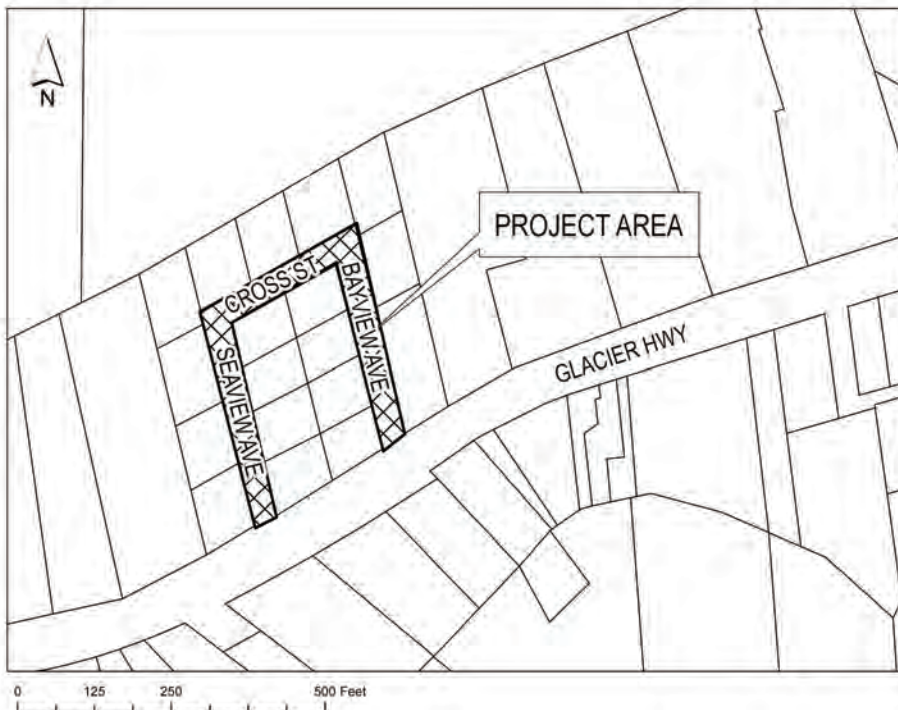 N
PROJECT AREA
CROSS ST
BAYVIEW AVE
SEAVIEW AVE
GLACIER HWY
0 125 250 500 Feet